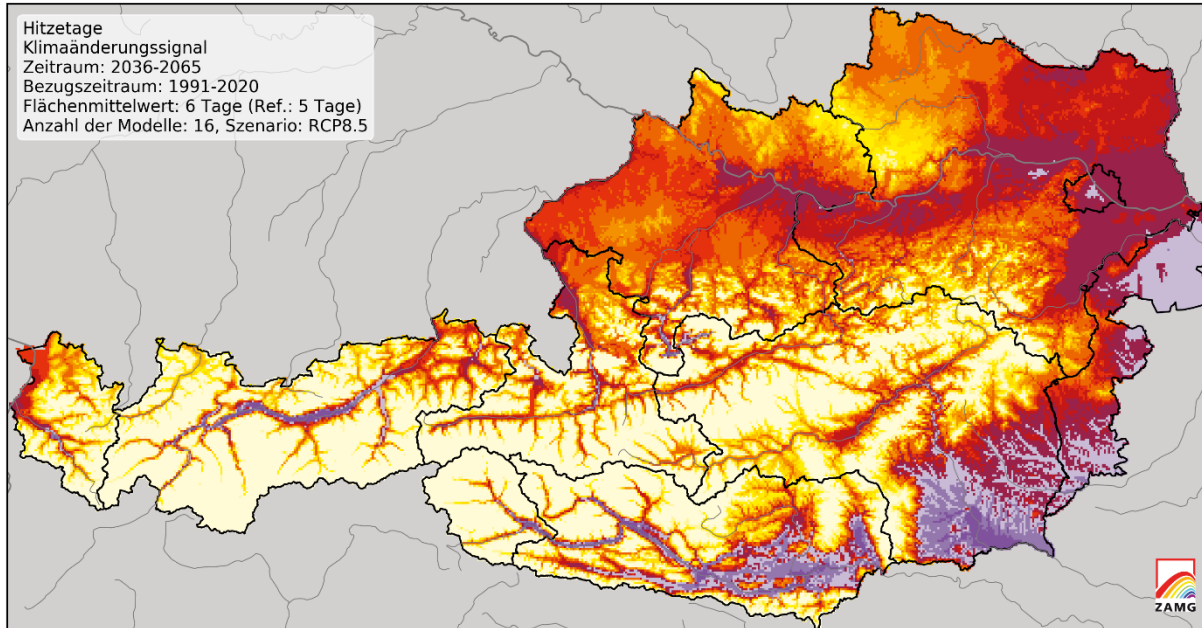 Hitzetage
Klimaänderungssignal
Zeitraum: 2036-2065
Bezugszeitraum: 1991-2020
Flächenmittelwert: 6 Tage (Ref.: 5 Tage)
Anzahl der Modelle: 16, Szenario: RCP8.5
ZAMG